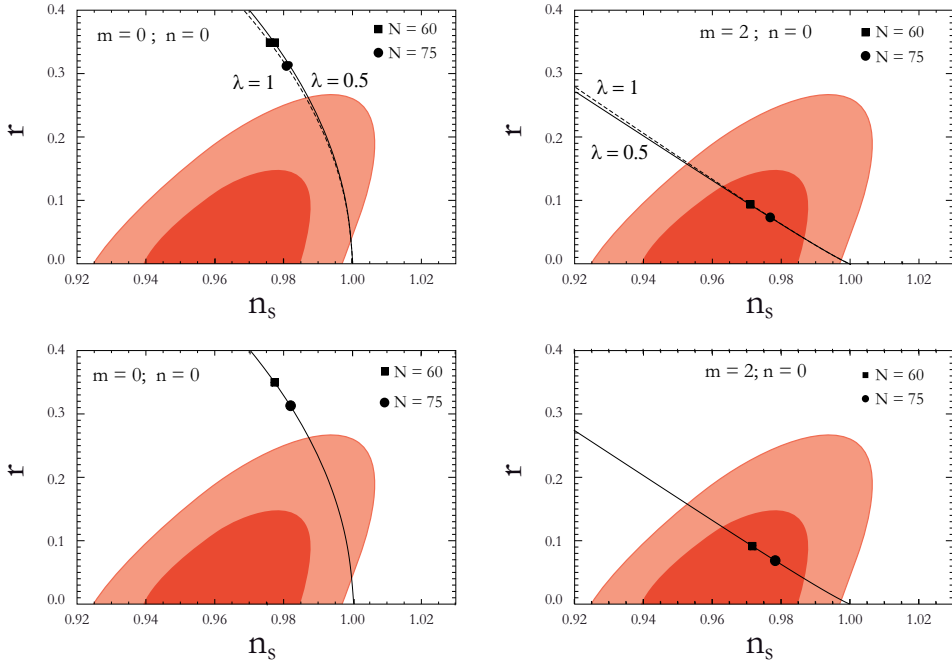 m = 0 ; n = 0
N = 60
N = 75
λ = 1
λ = 0.5
r
0.4
0.3
0.2
0.1
0.0
0.92 0.94 0.96 0.98 1.00 1.02
n_s
m = 2 ; n = 0
N = 60
N = 75
λ = 1
λ = 0.5
r
0.4
0.3
0.2
0.1
0.0
0.92 0.94 0.96 0.98 1.00 1.02
n_s
m = 0; n = 0
N = 60
N = 75
r
0.4
0.3
0.2
0.1
0.0
0.92 0.94 0.96 0.98 1.00 1.02
n_s
m = 2; n = 0
N = 60
N = 75
r
0.4
0.3
0.2
0.1
0.0
0.92 0.94 0.96 0.98 1.00 1.02
n_s